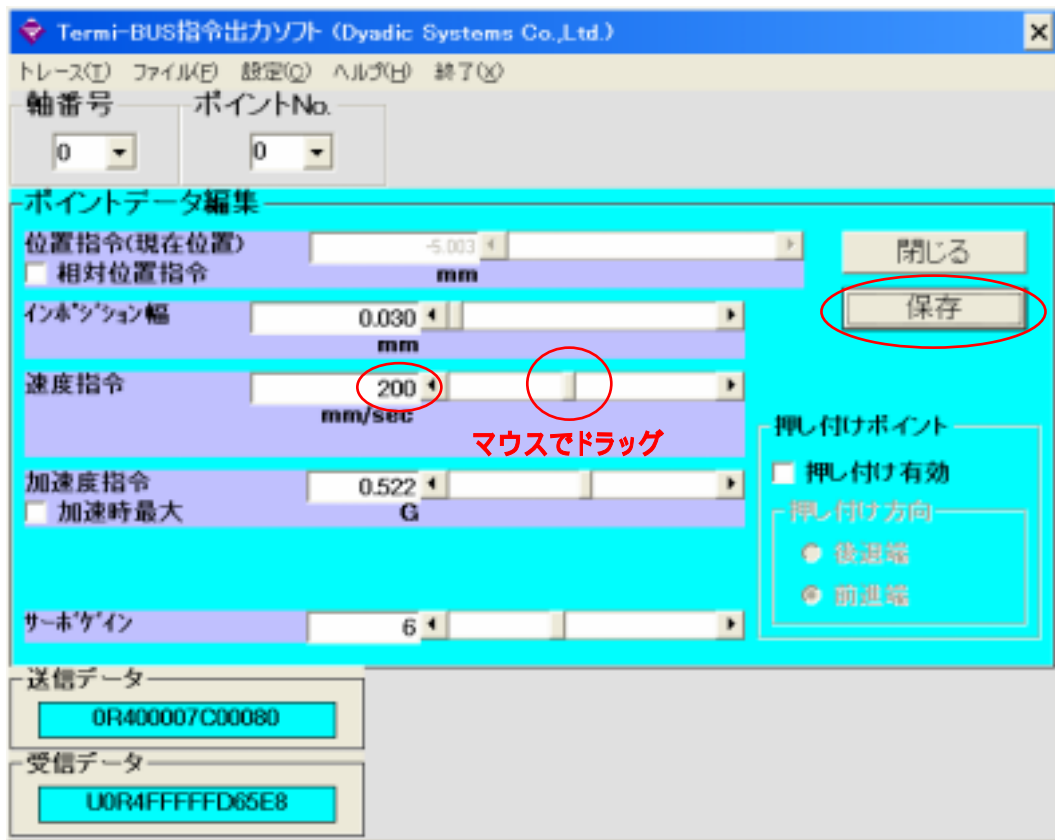 Termi-BUS指令出力ソフト (Dyadic Systems Co.,Ltd.)
トレース(T) ファイル(F) 設定(O) ヘルプ(H) 終了(X)
軸番号 ポイントNo.
0 0
ポイントデータ編集
位置指令(現在位置) -5.003
相対位置指令 mm
閉じる
保存
インポジション幅 0.030
mm
速度指令 200
mm/sec
マウスでドラッグ
加速度指令 0.522
加速時最大 G
サーボゲイン 6
押し付けポイント
押し付け有効
押し付け方向
後退端
前進端
送信データ
0R400007C00080
受信データ
U0R4FFFFFD65E8